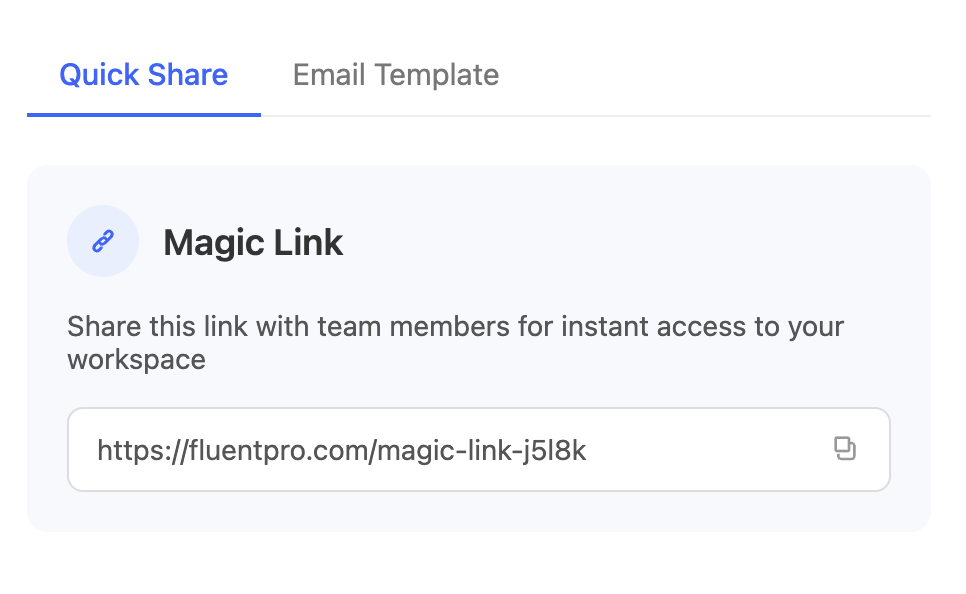 Quick Share
Email Template
Magic Link
Share this link with team members for instant access to your
workspace
https://fluentpro.com/magic-link-j5l8k